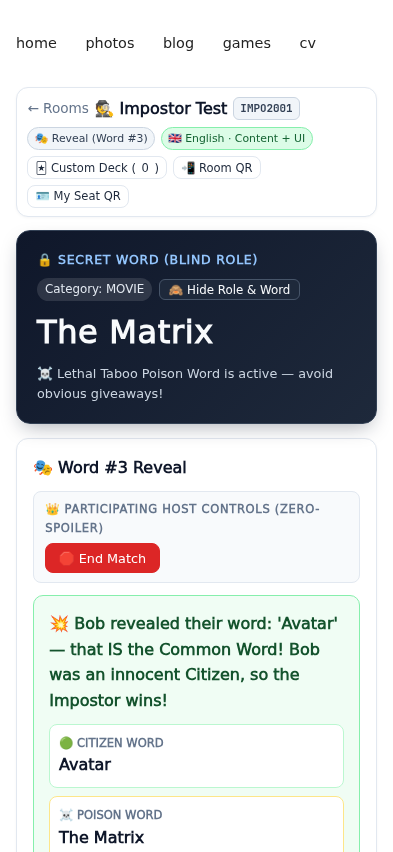 home photos blog games cv
← Rooms 🕵️ Impostor Test IMPO2001
🎭 Reveal (Word #3) 🇬🇧 English · Content + UI
🃏 Custom Deck ( 0 ) 📲 Room QR
🪪 My Seat QR
🔒 SECRET WORD (BLIND ROLE)
Category: MOVIE 🙈 Hide Role & Word
The Matrix
☠️ Lethal Taboo Poison Word is active — avoid
obvious giveaways!
🎭 Word #3 Reveal
👑 PARTICIPATING HOST CONTROLS (ZERO-
SPOILER)
🛑 End Match
💥 Bob revealed their word: 'Avatar'
— that IS the Common Word! Bob
was an innocent Citizen, so the
Impostor wins!
🟢 CITIZEN WORD
Avatar
☠️ POISON WORD
The Matrix